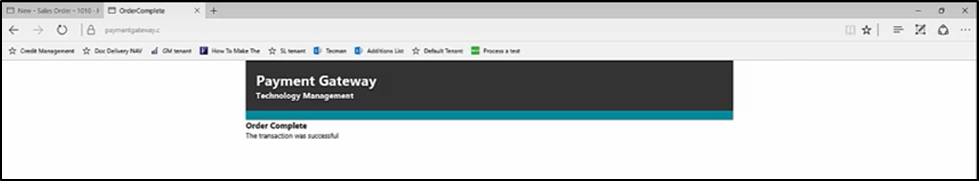 New - Sales Order - 1010 - A
OrderComplete
paymentgateway.c
Credit Management Doc Delivery NAV GM tenant How To Make The SL tenant Tecman Additions List Default Tenant Process a test
Payment Gateway
Technology Management
Order Complete
The transaction was successful